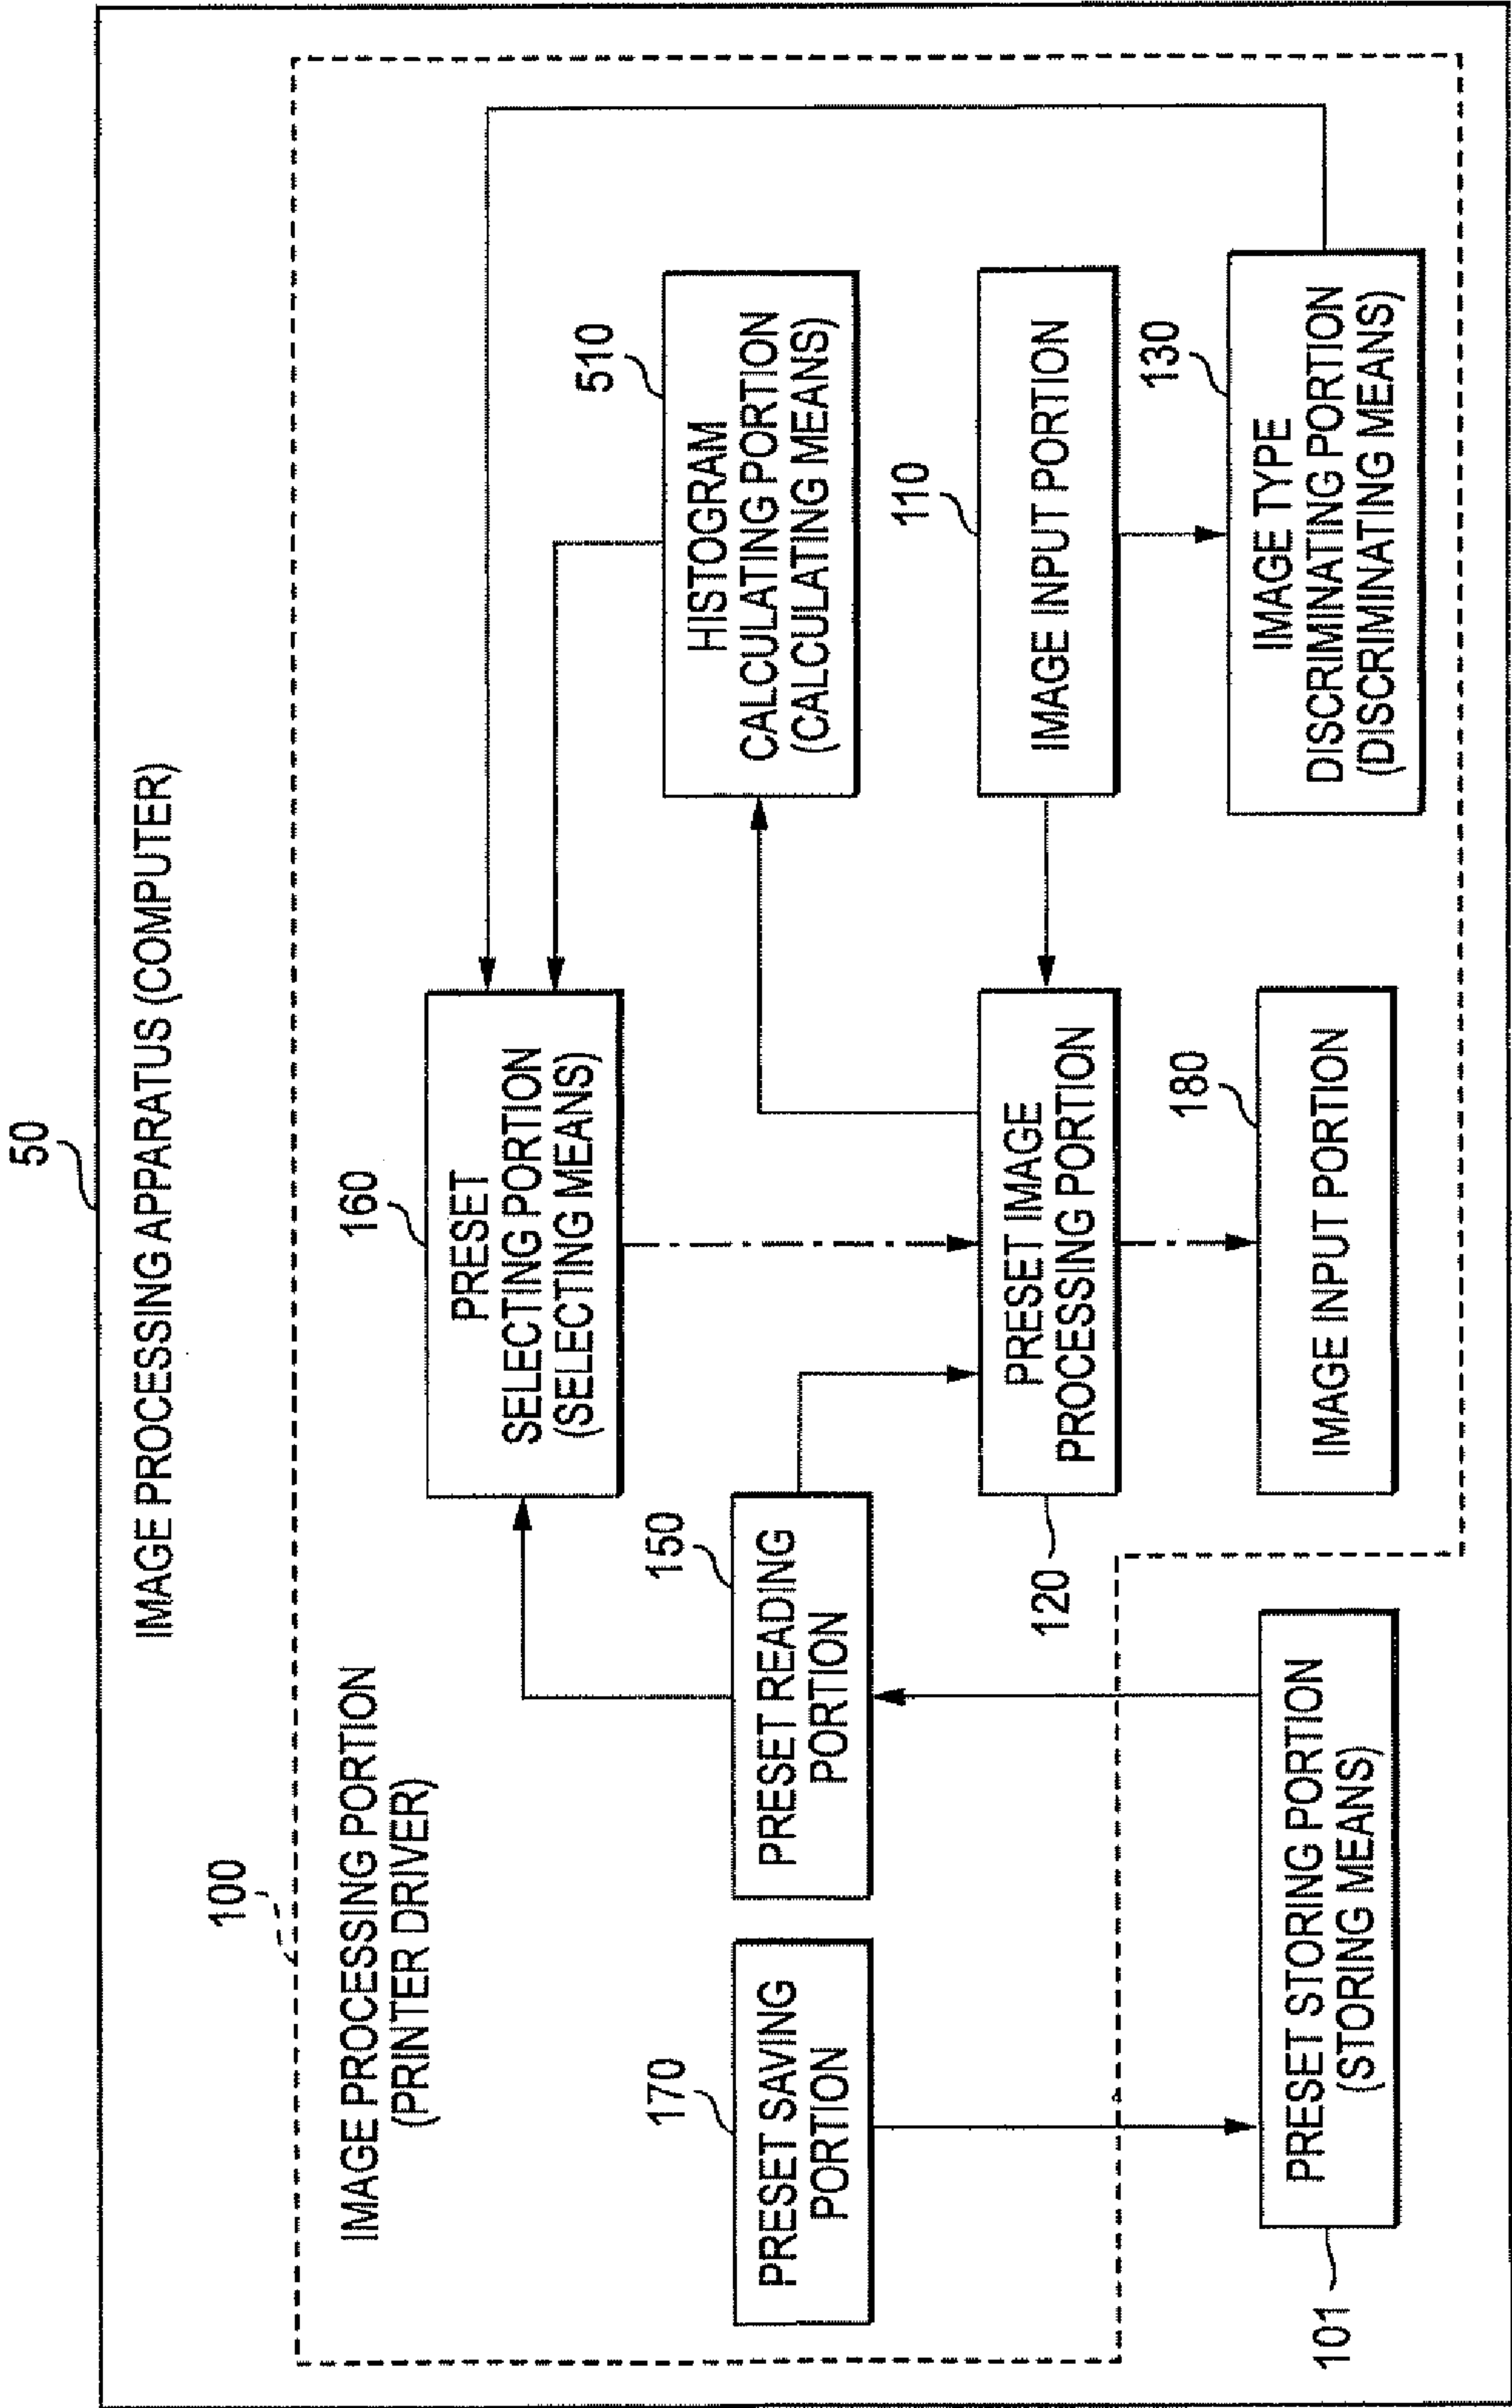 50
IMAGE PROCESSING APPARATUS (COMPUTER)
100
IMAGE PROCESSING PORTION
(PRINTER DRIVER)
160
PRESET
SELECTING PORTION
(SELECTING MEANS)
510
HISTOGRAM
CALCULATING PORTION
(CALCULATING MEANS)
170
PRESET SAVING
PORTION
150
PRESET READING
PORTION
120
PRESET IMAGE
PROCESSING PORTION
110
IMAGE INPUT PORTION
101
PRESET STORING PORTION
(STORING MEANS)
180
IMAGE INPUT PORTION
130
IMAGE TYPE
DISCRIMINATING PORTION
(DISCRIMINATING MEANS)